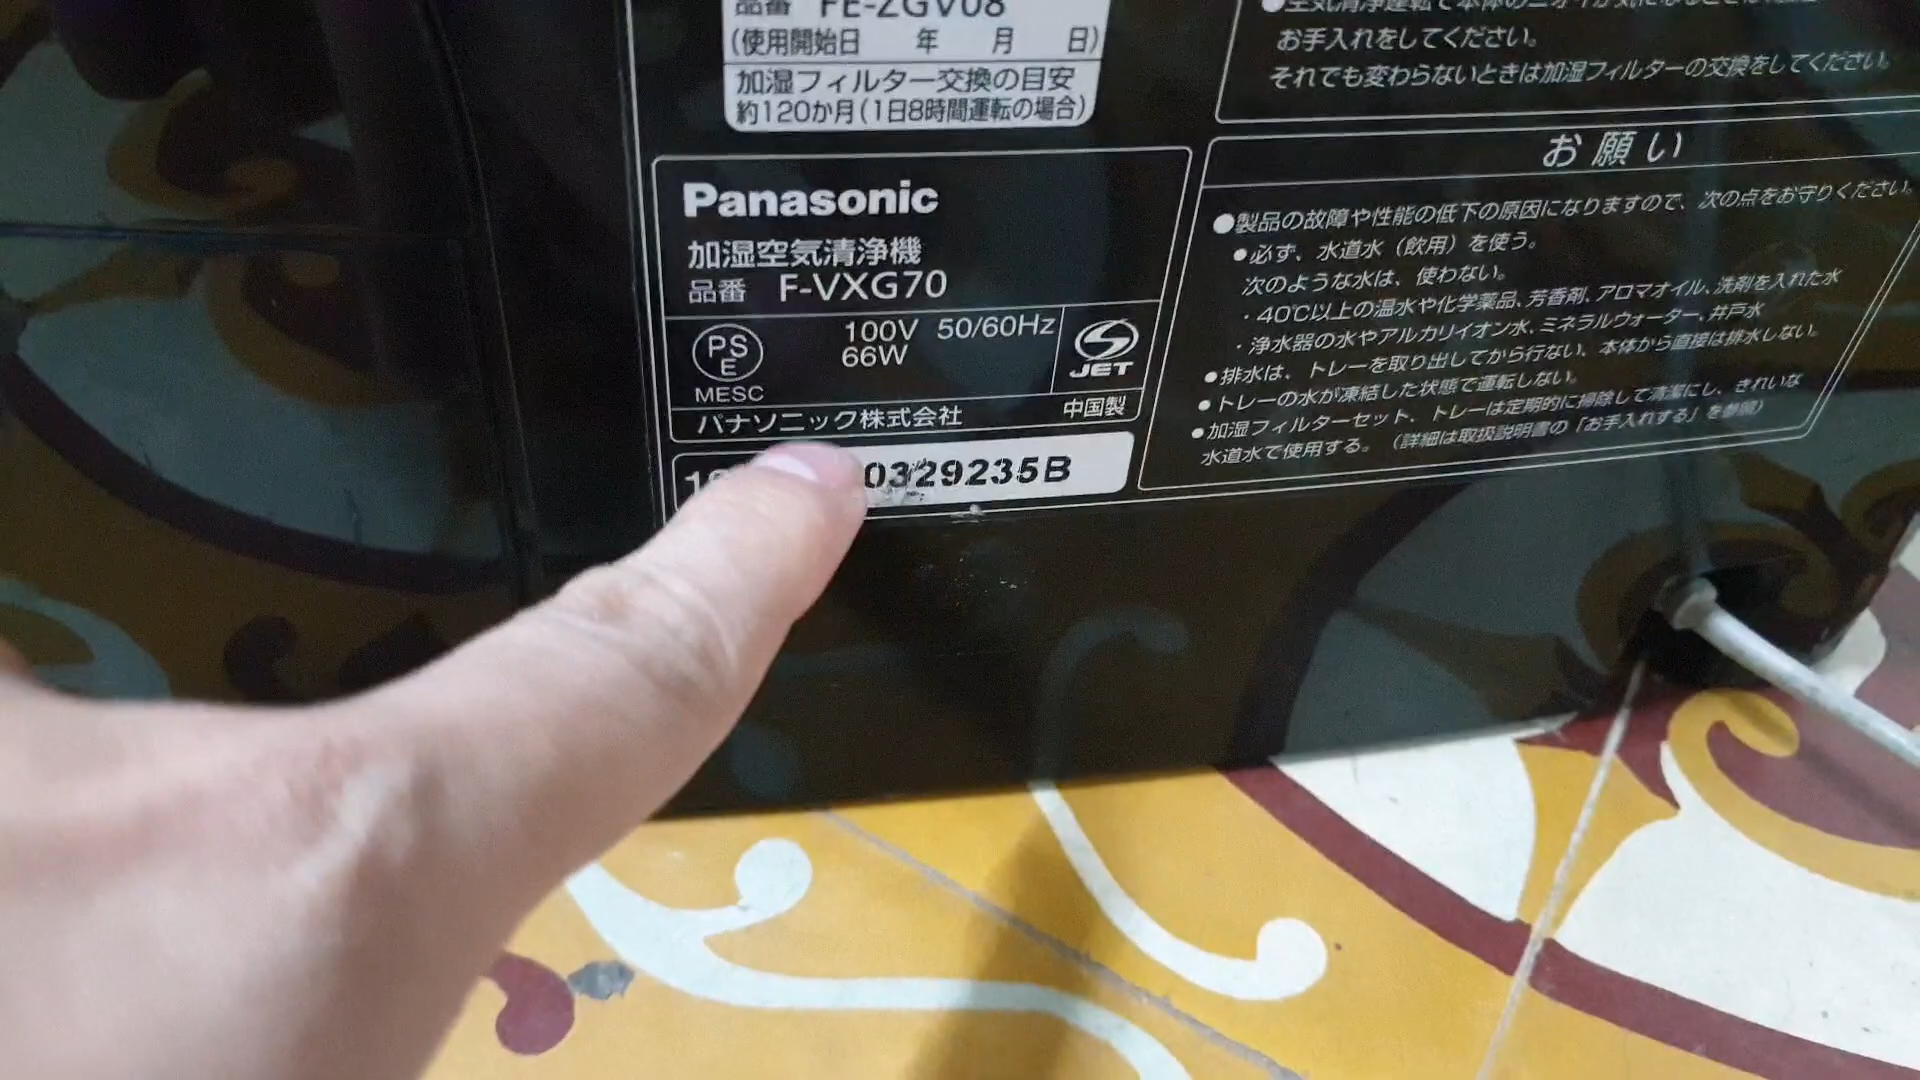 品番 FE-ZGV08
(使用開始日 年 月 日)
加湿フィルター交換の目安
約120か月(1日8時間運転の場合)
Panasonic
加湿空気清浄機
品番 F-VXG70
PS
E
MESC
100V 50/60Hz
66W
JET
パナソニック株式会社
中国製
0329235B
お手入れをしてください。
それでも変わらないときは加湿フィルターの交換をしてください。
お願い
●製品の故障や性能の低下の原因になりますので、次の点をお守りください。
●必ず、水道水（飲用）を使う。
次のような水は、使わない。
・40℃以上の温水や化学薬品、芳香剤、アロマオイル、洗剤を入れた水
・浄水器の水やアルカリイオン水、ミネラルウォーター、井戸水
●排水は、トレーを取り出してから行ない、本体から直接は排水しない。
●トレーの水が凍結した状態で運転しない。
●加湿フィルターセット、トレーは定期的に掃除して清潔にし、きれいな
水道水で使用する。（詳細は取扱説明書の「お手入れする」を参照）